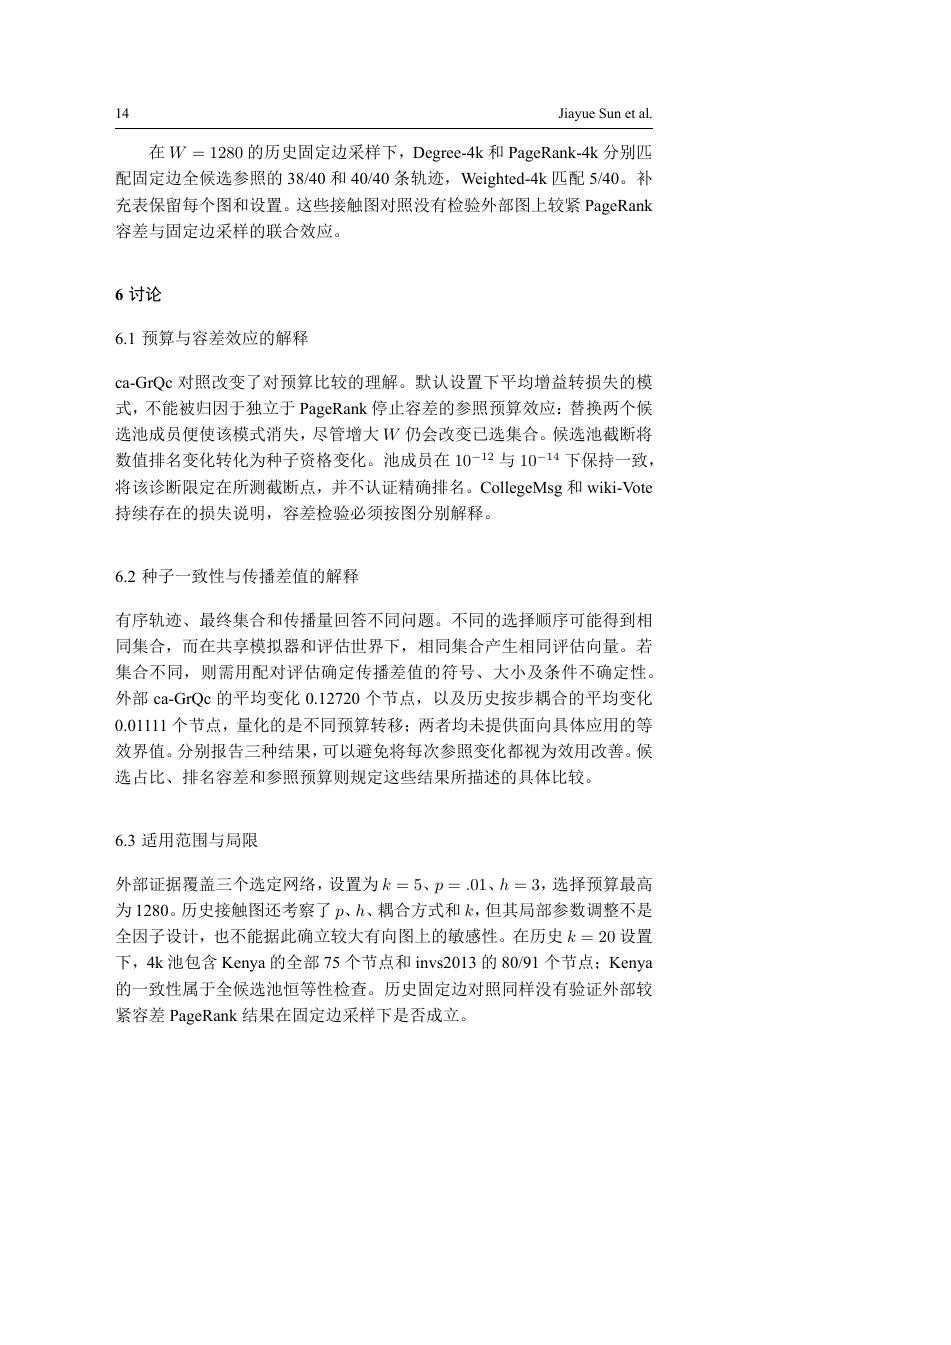 14 Jiayue Sun et al.
在 W = 1280 的历史固定边采样下，Degree-4k 和 PageRank-4k 分别匹
配固定边全候选参照的 38/40 和 40/40 条轨迹，Weighted-4k 匹配 5/40。补
充表保留每个图和设置。这些接触图对照没有检验外部图上较紧 PageRank
容差与固定边采样的联合效应。
6 讨论
6.1 预算与容差效应的解释
ca-GrQc 对照改变了对预算比较的理解。默认设置下平均增益转损失的模
式，不能被归因于独立于 PageRank 停止容差的参照预算效应：替换两个候
选池成员便使该模式消失，尽管增大 W 仍会改变已选集合。候选池截断将
数值排名变化转化为种子资格变化。池成员在 10⁻¹² 与 10⁻¹⁴ 下保持一致，
将该诊断限定在所测截断点，并不认证精确排名。CollegeMsg 和 wiki-Vote
持续存在的损失说明，容差检验必须按图分别解释。
6.2 种子一致性与传播差值的解释
有序轨迹、最终集合和传播量回答不同问题。不同的选择顺序可能得到相
同集合，而在共享模拟器和评估世界下，相同集合产生相同评估向量。若
集合不同，则需用配对评估确定传播差值的符号、大小及条件不确定性。
外部 ca-GrQc 的平均变化 0.12720 个节点，以及历史按步耦合的平均变化
0.01111 个节点，量化的是不同预算转移；两者均未提供面向具体应用的等
效界值。分别报告三种结果，可以避免将每次参照变化都视为效用改善。候
选占比、排名容差和参照预算则规定这些结果所描述的具体比较。
6.3 适用范围与局限
外部证据覆盖三个选定网络，设置为 k = 5、p = .01、h = 3，选择预算最高
为 1280。历史接触图还考察了 p、h、耦合方式和 k，但其局部参数调整不是
全因子设计，也不能据此确立较大有向图上的敏感性。在历史 k = 20 设置
下，4k 池包含 Kenya 的全部 75 个节点和 invs2013 的 80/91 个节点；Kenya
的一致性属于全候选池恒等性检查。历史固定边对照同样没有验证外部较
紧容差 PageRank 结果在固定边采样下是否成立。